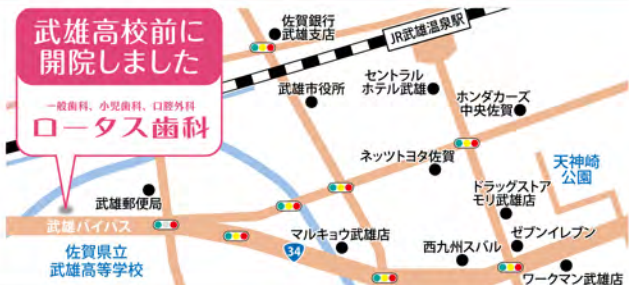 武雄高校前に
開院しました
一般歯科、小児歯科、口腔外科
ロータス歯科
佐賀銀行
武雄支店
JR武雄温泉駅
武雄市役所
セントラル
ホテル武雄
ホンダカーズ
中央佐賀
ネッツトヨタ佐賀
天神崎
公園
ドラッグストア
モリ武雄店
武雄郵便局
武雄バイパス
マルキョウ武雄店
34
西九州スバル
セブンイレブン
佐賀県立
武雄高等学校
ワークマン武雄店